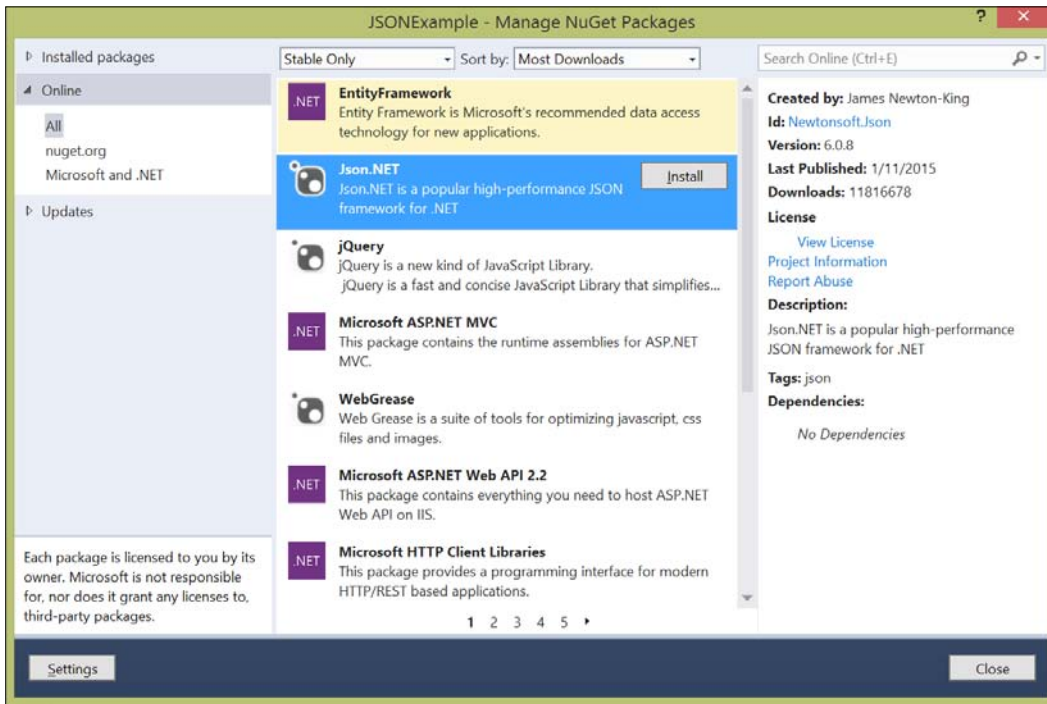 JSONExample - Manage NuGet Packages
?
Installed packages
Online
All
nuget.org
Microsoft and .NET
Updates
Each package is licensed to you by its
owner. Microsoft is not responsible
for, nor does it grant any licenses to,
third-party packages.
Stable Only
Sort by: Most Downloads
.NET
EntityFramework
Entity Framework is Microsoft's recommended data access
technology for new applications.
Json.NET
Json.NET is a popular high-performance JSON
framework for .NET
Install
jQuery
jQuery is a new kind of JavaScript Library.
jQuery is a fast and concise JavaScript Library that simplifies...
.NET
Microsoft ASP.NET MVC
This package contains the runtime assemblies for ASP.NET
MVC.
WebGrease
Web Grease is a suite of tools for optimizing javascript, css
files and images.
.NET
Microsoft ASP.NET Web API 2.2
This package contains everything you need to host ASP.NET
Web API on IIS.
.NET
Microsoft HTTP Client Libraries
This package provides a programming interface for modern
HTTP/REST based applications.
1 2 3 4 5
Search Online (Ctrl+E)
Created by: James Newton-King
Id: Newtonsoft.Json
Version: 6.0.8
Last Published: 1/11/2015
Downloads: 11816678
License
View License
Project Information
Report Abuse
Description:
Json.NET is a popular high-performance
JSON framework for .NET
Tags: json
Dependencies:
No Dependencies
Settings
Close